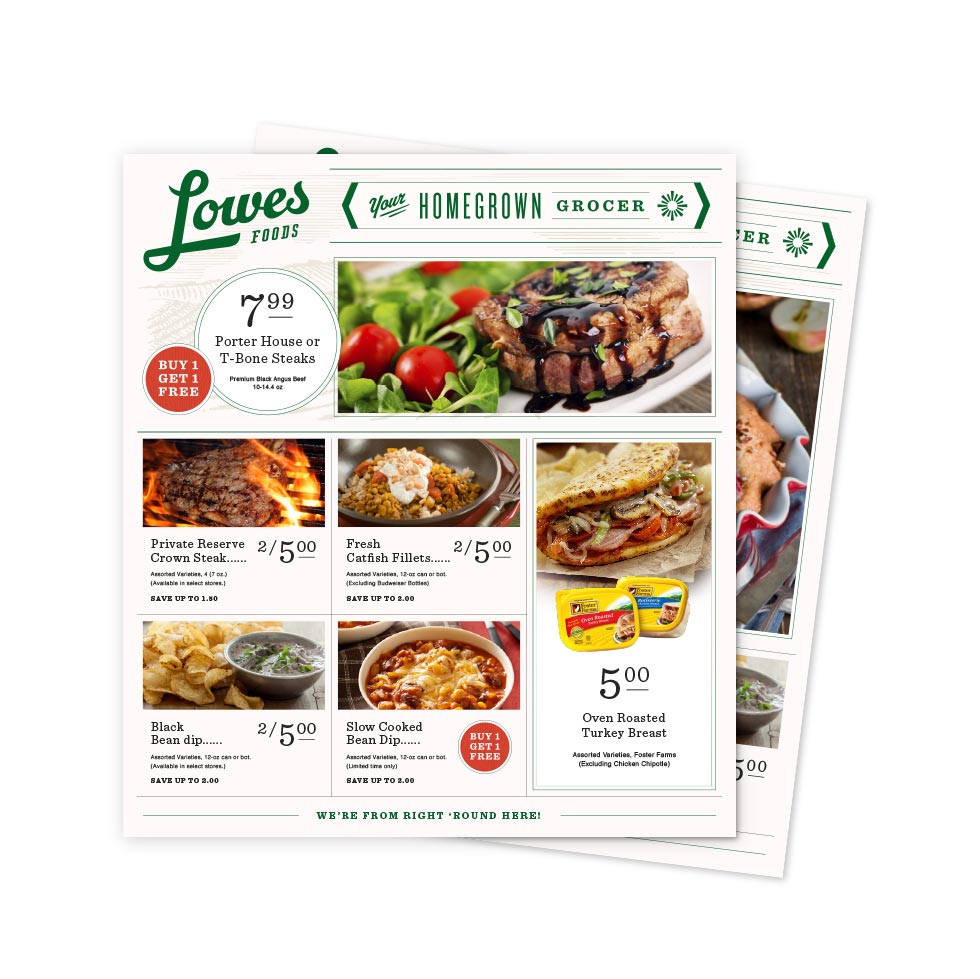 Lowes
FOODS
Your HOMEGROWN GROCER
7 99
Porter House or
T-Bone Steaks
Premium Black Angus Beef
10-14.4 oz
BUY 1
GET 1
FREE
Private Reserve
Crown Steak......
2/5 00
Assorted Varieties, 4 (7 oz.)
(Available in select stores.)
SAVE UP TO 1.50
Fresh
Catfish Fillets.....
2/5 00
Assorted Varieties, 12-oz can or bot.
(Excluding Budweiser Bottles)
SAVE UP TO 2.00
Black
Bean dip......
2/5 00
Assorted Varieties, 12-oz can or bot.
(Available in select stores.)
SAVE UP TO 2.00
Slow Cooked
Bean Dip......
BUY 1
GET 1
FREE
Assorted Varieties, 12-oz can or bot.
(Limited time only)
SAVE UP TO 2.00
Foster
Farms
Oven Roasted
Turkey Breast
5 00
Oven Roasted
Turkey Breast
Assorted Varieties, Foster Farms
(Excluding Chicken Chipotle)
WE'RE FROM RIGHT ‘ROUND HERE!
CER
5 00